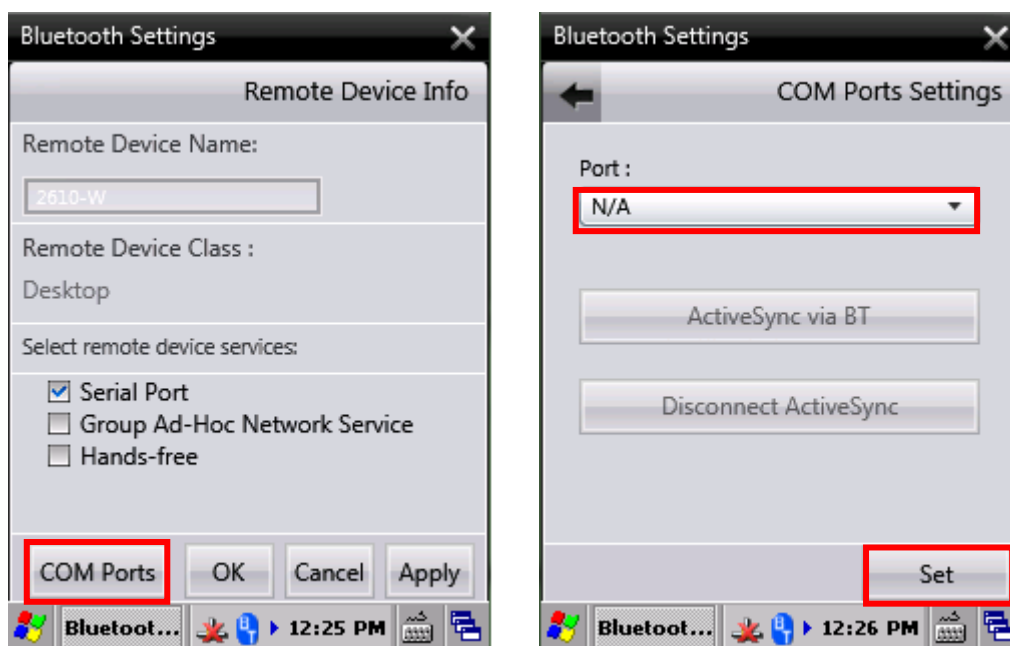 Bluetooth Settings
Remote Device Info
Remote Device Name:
2610-W
Remote Device Class :
Desktop
Select remote device services:
Serial Port
Group Ad-Hoc Network Service
Hands-free
COM Ports OK Cancel Apply
Bluetoot... 12:25 PM
Bluetooth Settings
COM Ports Settings
Port :
N/A
ActiveSync via BT
Disconnect ActiveSync
Set
Bluetoot... 12:26 PM